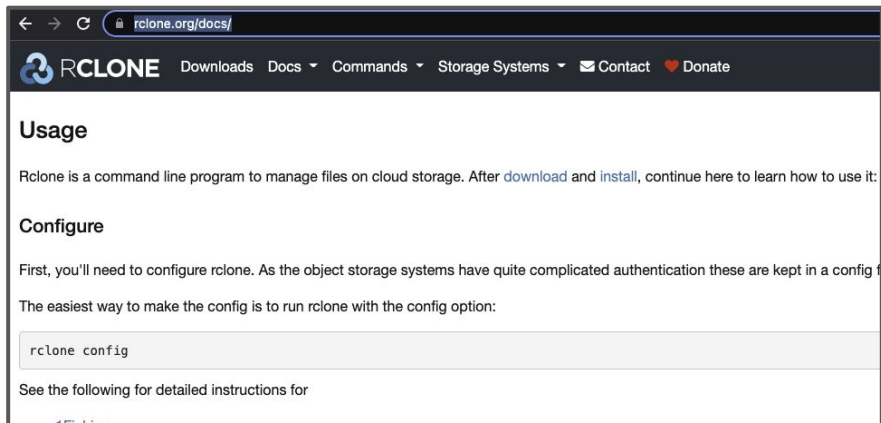 rclone.org/docs/
RCLONE Downloads Docs Commands Storage Systems Contact Donate
Usage
Rclone is a command line program to manage files on cloud storage. After download and install, continue here to learn how to use it:
Configure
First, you'll need to configure rclone. As the object storage systems have quite complicated authentication these are kept in a config
The easiest way to make the config is to run rclone with the config option:
rclone config
See the following for detailed instructions for